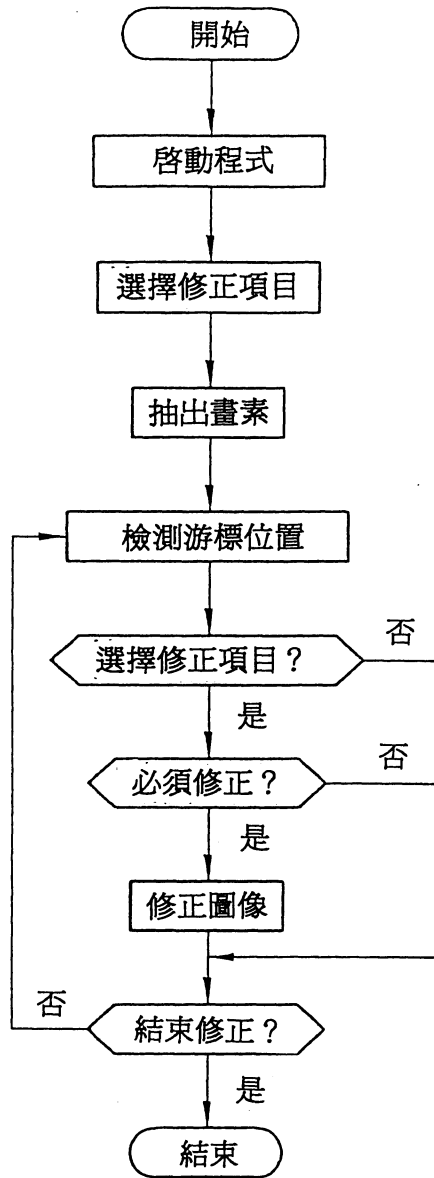 開始
啓動程式
選擇修正項目
抽出畫素
檢測游標位置
選擇修正項目？
否
是
必須修正？
否
是
修正圖像
否
結束修正？
是
結束